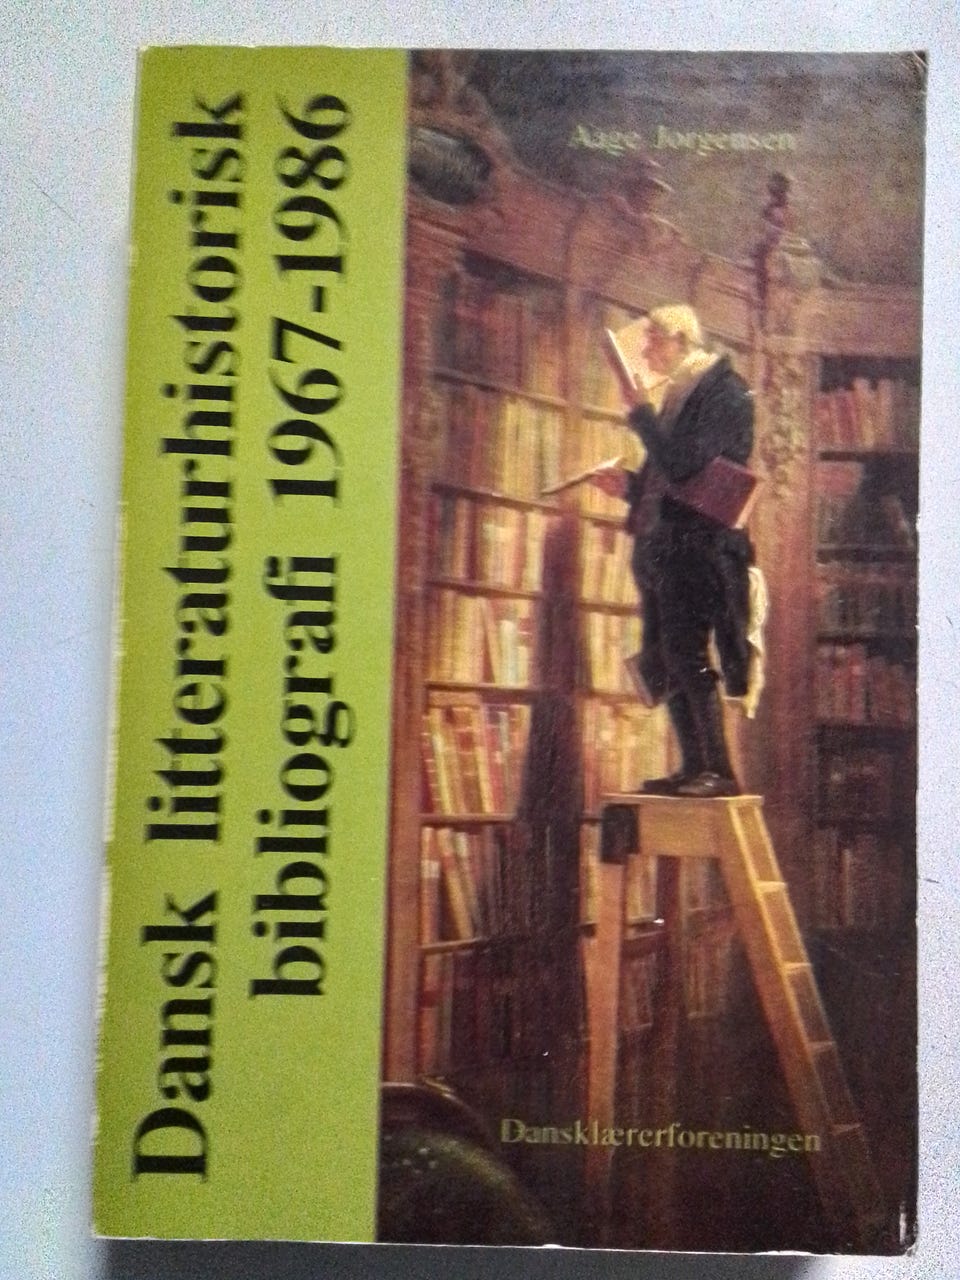 Dansk litteraturhistorisk
bibliografi 1967-1986
Aage Jørgensen
Dansklærerforeningen